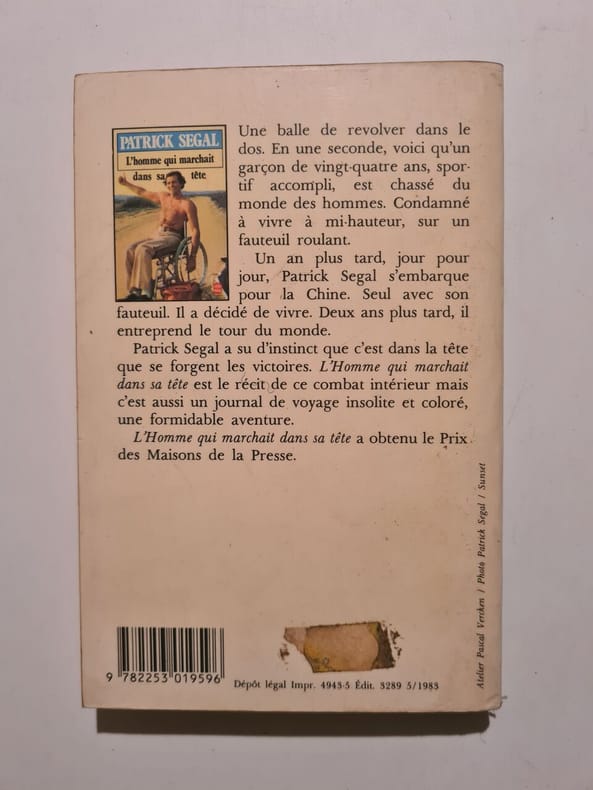 PATRICK SEGAL
L'homme qui marchait
dans sa tête
Une balle de revolver dans le
dos. En une seconde, voici qu'un
garçon de vingt-quatre ans, spor-
tif accompli, est chassé du
monde des hommes. Condamné
à vivre à mi-hauteur, sur un
fauteuil roulant.
Un an plus tard, jour pour
jour, Patrick Segal s'embarque
pour la Chine. Seul avec son
fauteuil. Il a décidé de vivre. Deux ans plus tard, il
entreprend le tour du monde.
Patrick Segal a su d'instinct que c'est dans la tête
que se forgent les victoires. L'Homme qui marchait
dans sa tête est le récit de ce combat intérieur mais
c'est aussi un journal de voyage insolite et coloré,
une formidable aventure.
L'Homme qui marchait dans sa tête a obtenu le Prix
des Maisons de la Presse.
Atelier Pascal Vercken / Photo Patrick Segal / Sunset
9 782253 019596
Dépôt légal Impr. 4943-5 Édit. 3289 5/1983